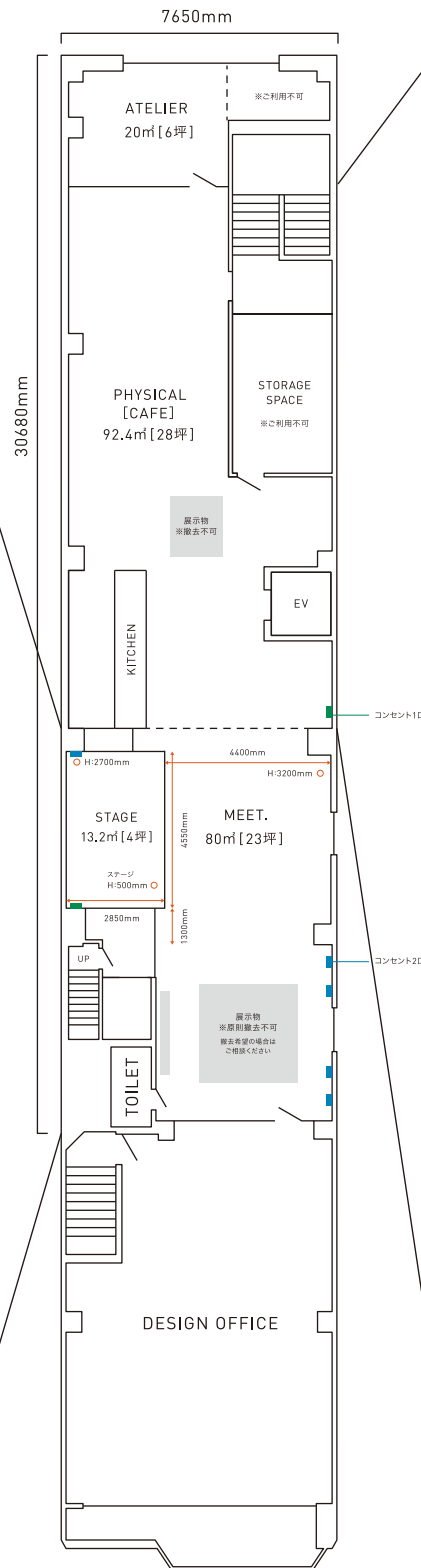 7650mm
※ご利用不可
ATELIER
20㎡[6坪]
30680mm
PHYSICAL
[CAFE]
92.4㎡[28坪]
STORAGE
SPACE
※ご利用不可
展示物
※撤去不可
EV
KITCHEN
コンセント1口
4400mm
H:2700mm
H:3200mm
STAGE
13.2㎡[4坪]
4550mm
MEET.
80㎡[23坪]
ステージ
H:500mm
2850mm
1300mm
UP
コンセント2口
展示物
※原則撤去不可
撤去希望の場合は
ご相談ください
TOILET
DESIGN OFFICE